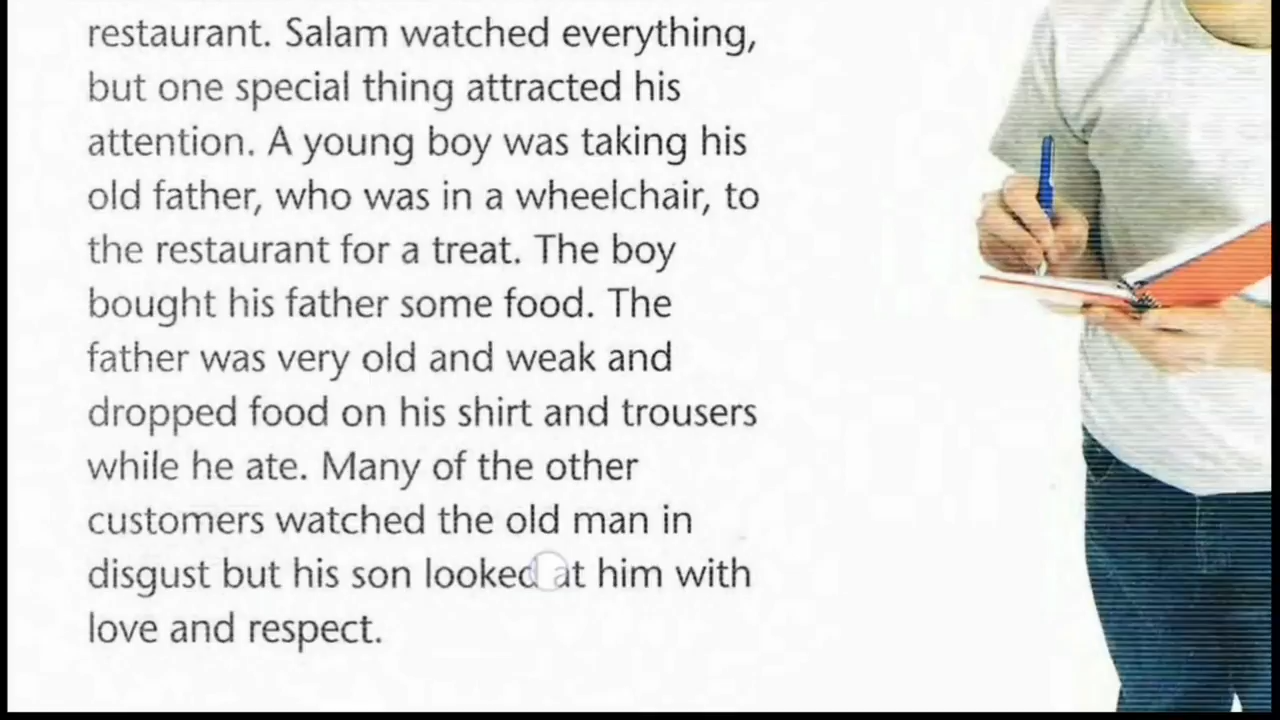 restaurant. Salam watched everything,
but one special thing attracted his
attention. A young boy was taking his
old father, who was in a wheelchair, to
the restaurant for a treat. The boy
bought his father some food. The
father was very old and weak and
dropped food on his shirt and trousers
while he ate. Many of the other
customers watched the old man in
disgust but his son looked at him with
love and respect.